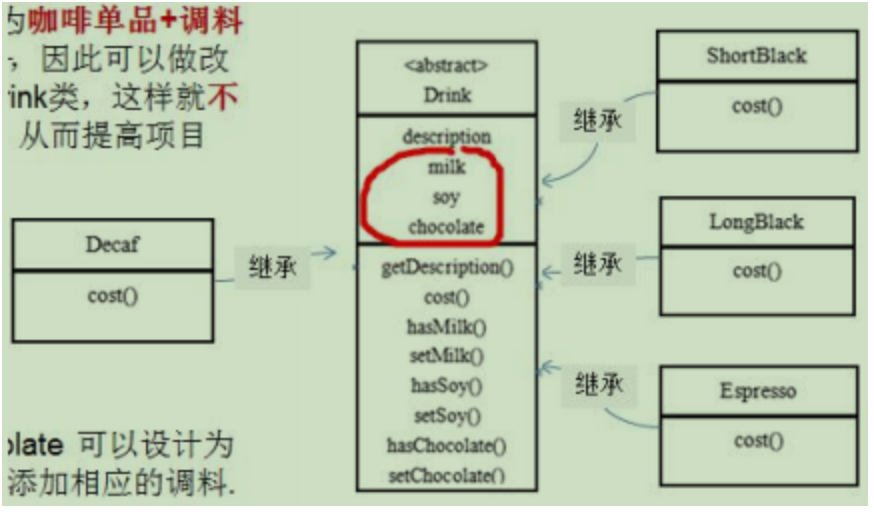 为咖啡单品+调料
，因此可以做改
rink类，这样就不
从而提高项目
Decaf
cost()
继承
<abstract>
Drink
description
milk
soy
chocolate
getDescription()
cost()
hasMilk()
setMilk()
hasSoy()
setSoy()
hasChocolate()
setChocolate()
继承
ShortBlack
cost()
继承
LongBlack
cost()
继承
Espresso
cost()
olate 可以设计为
添加相应的调料.